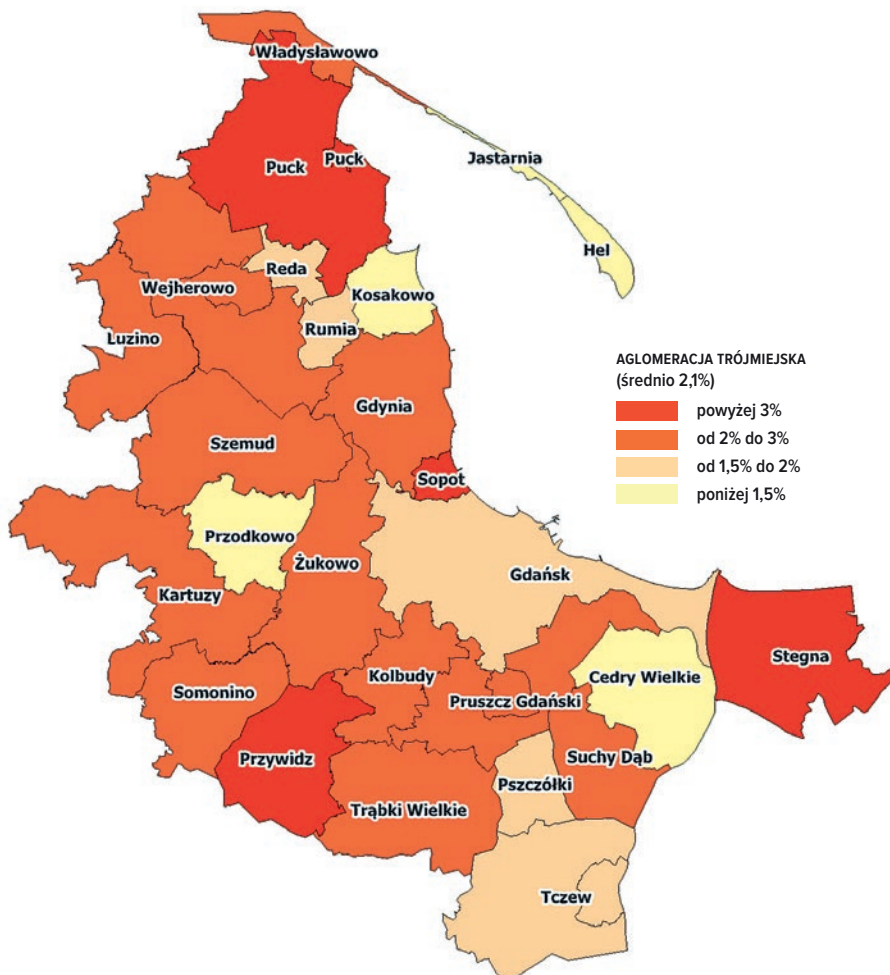 Władysławowo
Puck
Puck
Jastarnia
Hel
Reda
Wejherowo
Kosakowo
Rumia
Luzino
AGLOMERACJA TRÓJMIEJSKA
(średnio 2,1%)
powyżej 3%
od 2% do 3%
od 1,5% do 2%
poniżej 1,5%
Gdynia
Szemud
Sopot
Przodkowo
Żukowo
Gdańsk
Kartuzy
Stegna
Somonino
Kolbudy
Cedry Wielkie
Pruszcz Gdański
Przywidz
Suchy Dąb
Pszczółki
Trąbki Wielkie
Tczew